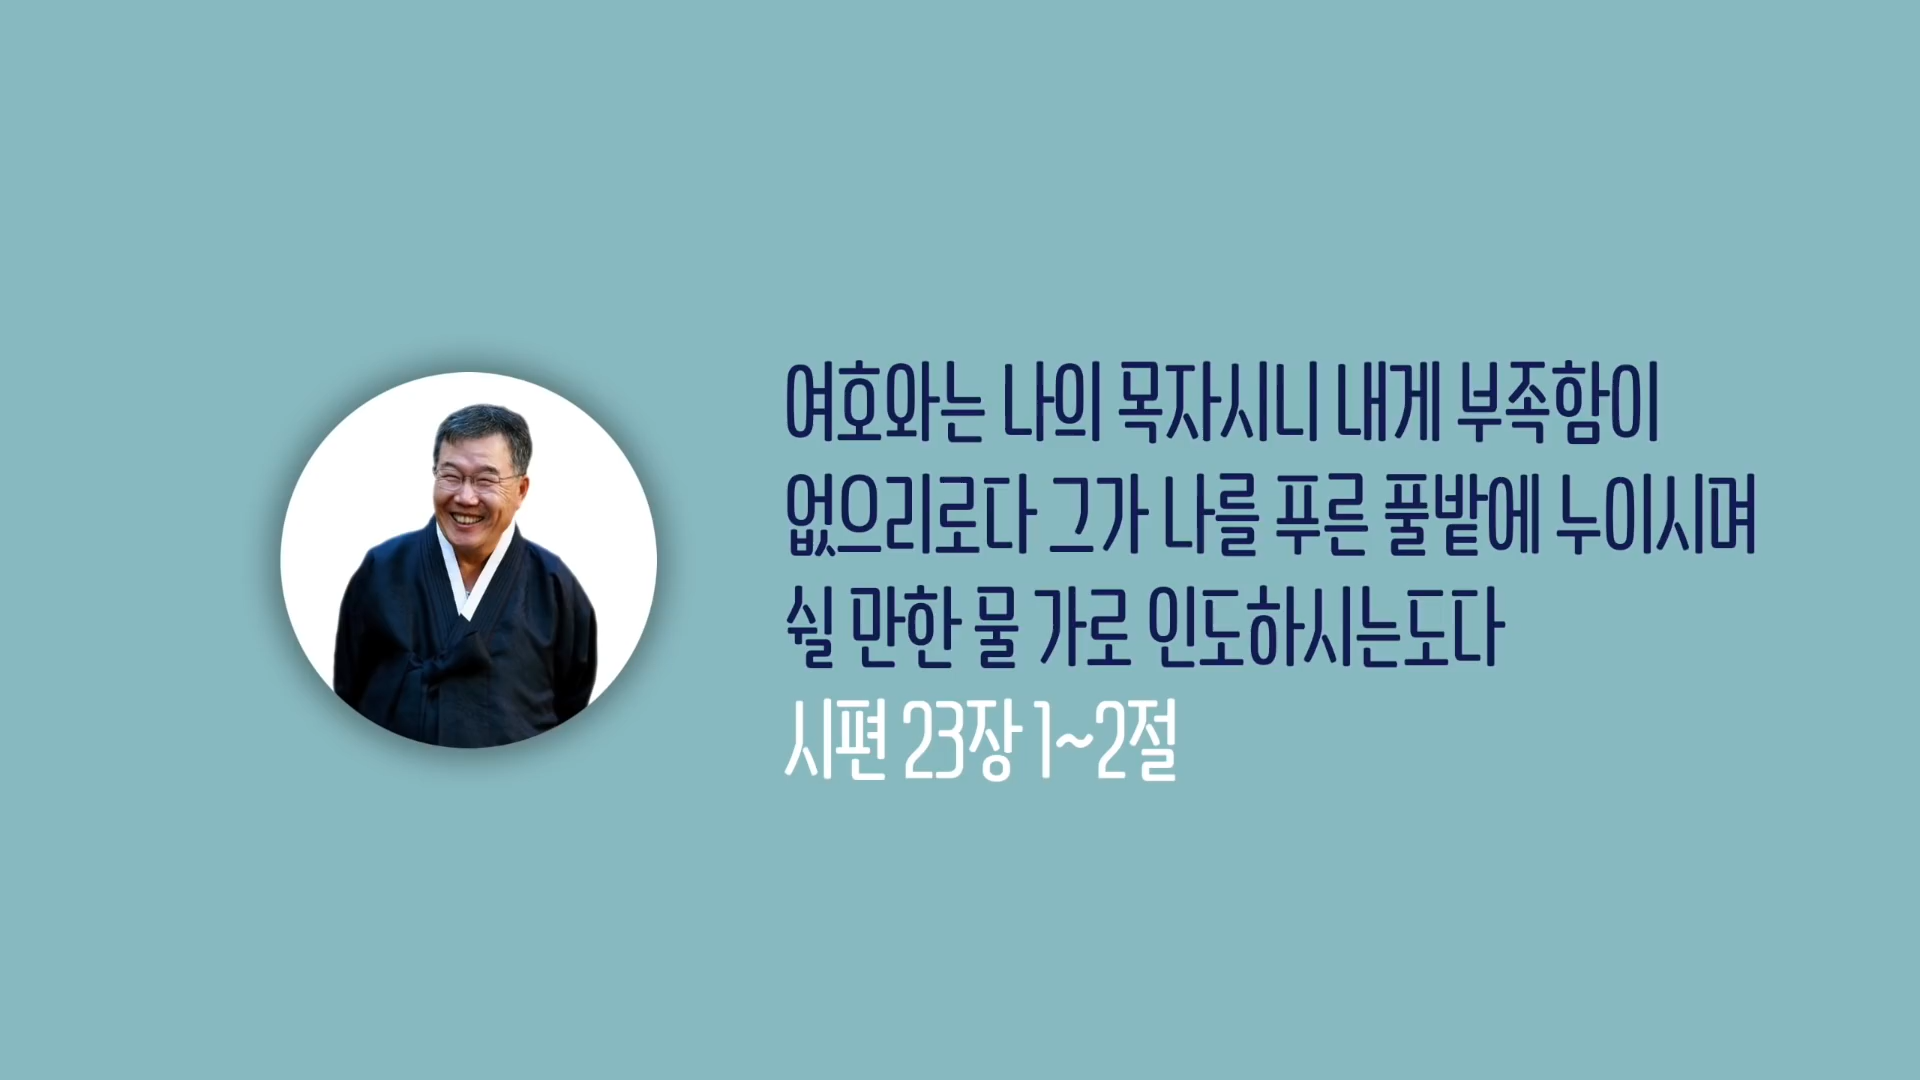 여호와는 나의 목자시니 내게 부족함이
없으리로다 그가 나를 푸른 풀밭에 누이시며
쉴 만한 물 가로 인도하시는도다
시편 23장 1~2절